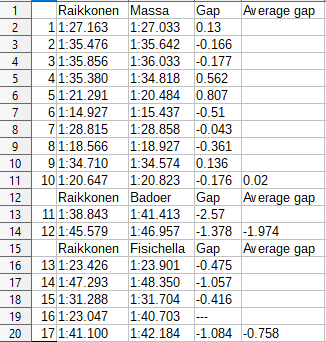 1 Raikkonen Massa Gap Average gap
2 1 1:27.163 1:27.033 0.13
3 2 1:35.476 1:35.642 -0.166
4 3 1:35.856 1:36.033 -0.177
5 4 1:35.380 1:34.818 0.562
6 5 1:21.291 1:20.484 0.807
7 6 1:14.927 1:15.437 -0.51
8 7 1:28.815 1:28.858 -0.043
9 8 1:18.566 1:18.927 -0.361
10 9 1:34.710 1:34.574 0.136
11 10 1:20.647 1:20.823 -0.176 0.02
12 Raikkonen Badoer Gap Average gap
13 11 1:38.843 1:41.413 -2.57
14 12 1:45.579 1:46.957 -1.378 -1.974
15 Raikkonen Fisichella Gap Average gap
16 13 1:23.426 1:23.901 -0.475
17 14 1:47.293 1:48.350 -1.057
18 15 1:31.288 1:31.704 -0.416
19 16 1:23.047 1:40.703 ---
20 17 1:41.100 1:42.184 -1.084 -0.758